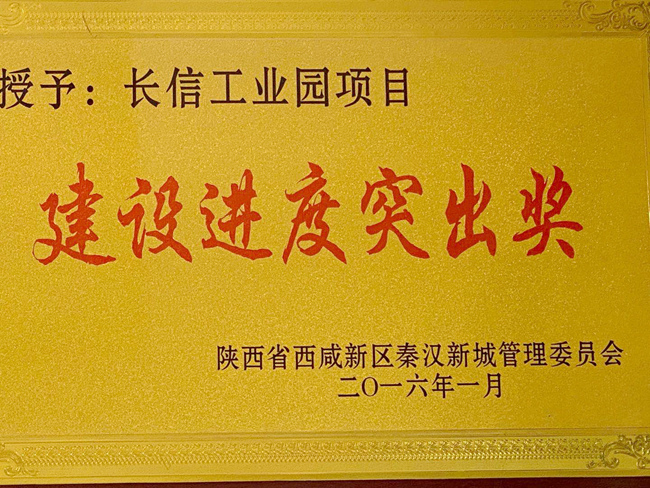 授予：长信工业园项目
建设进度突出奖
陕西省西咸新区秦汉新城管理委员会
二〇一六年一月